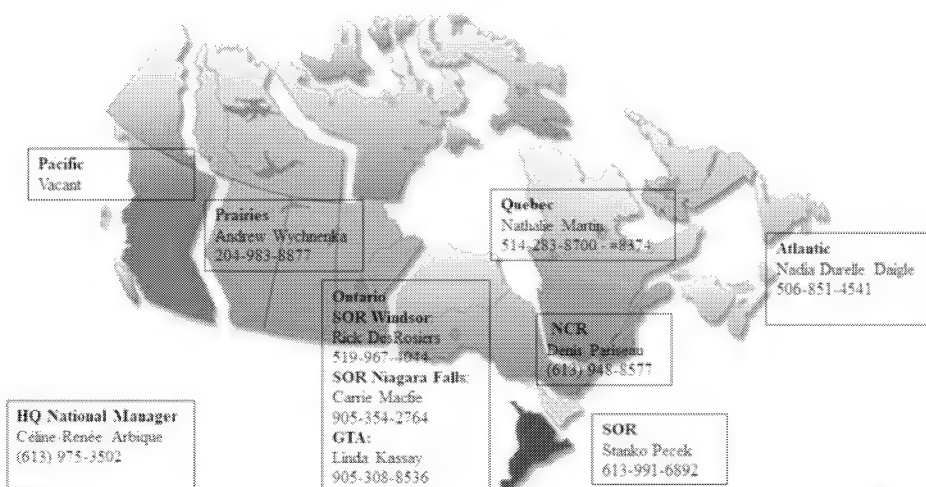 Pacific
Vacant
Prairies
Andrew Wychnenka
204-983-8877
Quebec
Nathalie Martin
514-283-8700 - #8374
Atlantic
Nadia Durelle Daigle
506-851-4541
Ontario
SOR Windsor:
Rick DesRosiers
519-967-4044
SOR Niagara Falls:
Carrie Macfie
905-354-2764
GTA:
Linda Kassay
905-308-8536
NCR
Denis Pariseau
(613) 948-8577
HQ National Manager
Céline-Renée Arbique
(613) 975-3502
SOR
Stanko Pecek
613-991-6892